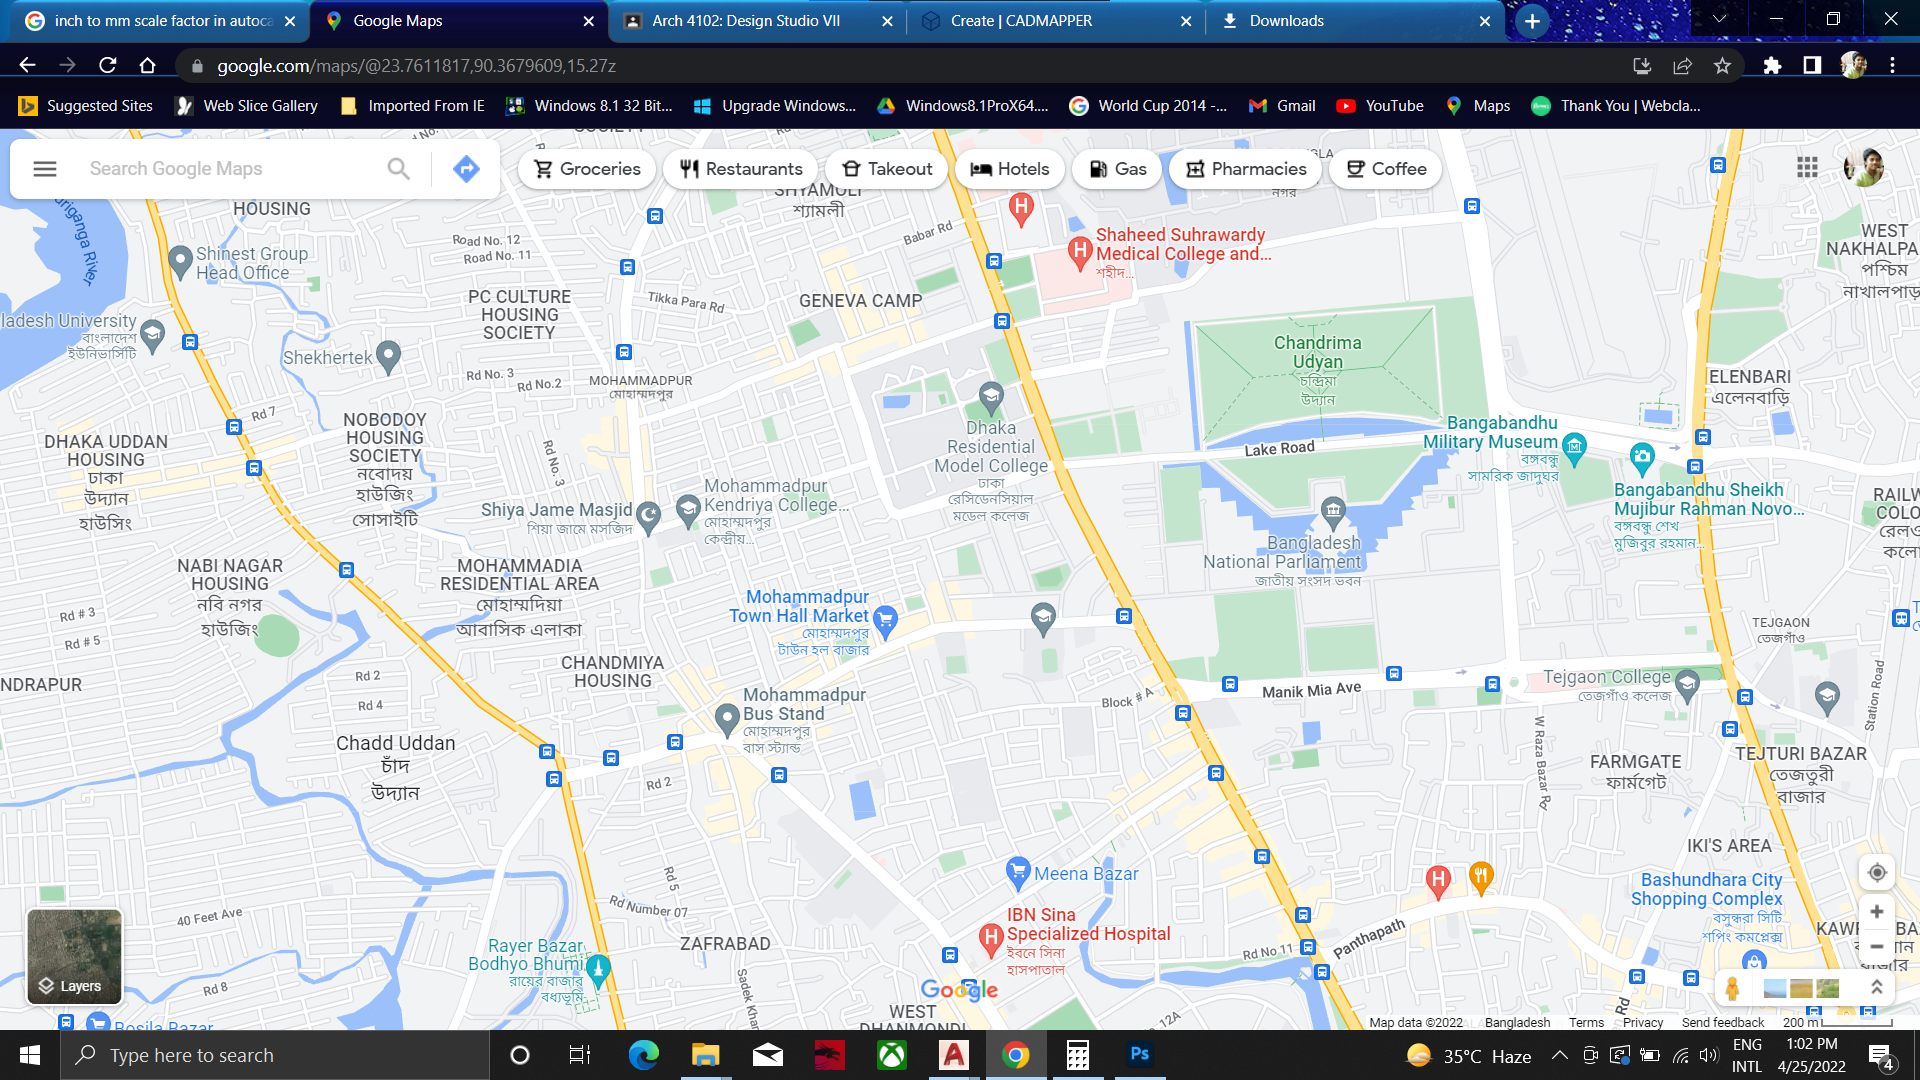 inch to mm scale factor in autoca
Google Maps
Arch 4102: Design Studio VII
Create | CADMAPPER
Downloads
google.com/maps/@23.7611817,90.3679609,15.27z
Suggested Sites
Web Slice Gallery
Imported From IE
Windows 8.1 32 Bit...
Upgrade Windows...
Windows8.1ProX64....
World Cup 2014 -...
Gmail
YouTube
Maps
Thank You | Webcla...
Search Google Maps
Groceries
Restaurants
Takeout
Hotels
Gas
Pharmacies
Coffee
SHYAMOLI
শ্যামলী
নগর
HOUSING
Buriganga River
Shinest Group
Head Office
Road No. 12
Road No. 11
Babar Rd
Shaheed Suhrawardy
Medical College and...
শহীদ...
WEST
NAKHALPA
পশ্চিম
নাখালপাড়
ladesh University
বাংলাদেশ
ইউনিভার্সিটি
PC CULTURE
HOUSING
SOCIETY
Tikka Para Rd
GENEVA CAMP
Shekhertek
Rd No. 3
Rd No.2
MOHAMMADPUR
মোহাম্মদপুর
Chandrima
Udyan
চন্দ্রিমা
উদ্যান
ELENBARI
এলেনবাড়ি
Rd 7
DHAKA UDDAN
HOUSING
ঢাকা
উদ্যান
হাউসিং
NOBODOY
HOUSING
SOCIETY
নবোদয়
হাউজিং
সোসাইটি
Rd No. 3
Dhaka
Residential
Model College
ঢাকা
রেসিডেনসিয়াল
মডেল কলেজ
Lake Road
Bangabandhu
Military Museum
বঙ্গবন্ধু
সামরিক জাদুঘর
Bangabandhu Sheikh
Mujibur Rahman Novo...
বঙ্গবন্ধু শেখ
মুজিবুর রহমান...
RAILW
COLO
রেলও
কলো
Shiya Jame Masjid
শিয়া জামে মসজিদ
Mohammadpur
Kendriya College...
মোহাম্মদপুর
কেন্দ্রীয়...
Bangladesh
National Parliament
জাতীয় সংসদ ভবন
NABI NAGAR
HOUSING
নবি নগর
হাউজিং
Rd # 3
Rd # 5
MOHAMMADIA
RESIDENTIAL AREA
মোহাম্মদিয়া
আবাসিক এলাকা
Mohammadpur
Town Hall Market
মোহাম্মদপুর
টাউন হল বাজার
TEJGAON
তেজগাঁও
CHANDMIYA
HOUSING
NDRAPUR
Rd 2
Rd 4
Mohammadpur
Bus Stand
মোহাম্মদপুর
বাস স্ট্যান্ড
Block # A
Manik Mia Ave
Tejgaon College
তেজগাঁও কলেজ
Station Road
Chadd Uddan
চাঁদ
উদ্যান
Rd 2
W Raza Bazar Rd
FARMGATE
ফার্মগেট
TEJTURI BAZAR
তেজতুরী
বাজার
IKI'S AREA
Meena Bazar
Rd 5
Rd Number 07
40 Feet Ave
Bashundhara City
Shopping Complex
বসুন্ধরা সিটি
শপিং কমপ্লেক্স
IBN Sina
Specialized Hospital
ইবনে সিনা
হাসপাতাল
Panthapath
Rd No 11
ZAFRABAD
Rayer Bazar
Bodhyo Bhumi
রায়ের বাজার
বধ্যভূমি
Sadek Khan
Rd 8
Layers
Google
WEST
DHANMONDI
12A
Bosila Bazar
Map data ©2022
Bangladesh
Terms
Privacy
Send feedback
200 m
Type here to search
35°C Haze
ENG
INTL
1:02 PM
4/25/2022
4